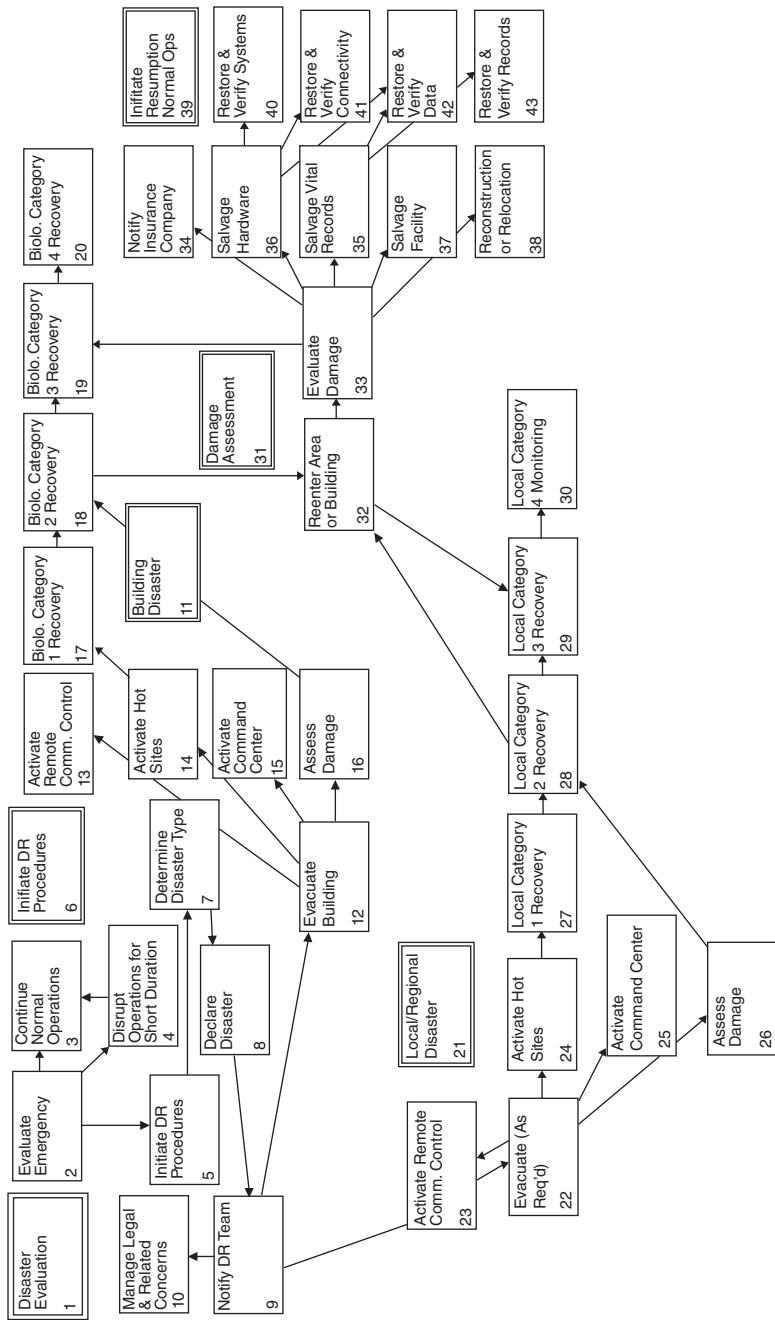 Disaster
Evaluation
1
Evaluate
Emergency
2
Continue
Normal
Operations
3
Disrupt
Operations for
Short Duration
4
Initiate DR
Procedures
5
Inifiate DR
Procedures
6
Determine
Disaster Type
7
Declare
Disaster
8
Notify DR Team
9
Manage Legal
& Related
Concerns
10
Building
Disaster
11
Evacuate
Building
12
Activate
Remote
Comm. Control
13
Activate Hot
Sites
14
Activate
Command
Center
15
Assess
Damage
16
Biolo. Category
1 Recovery
17
Biolo. Category
2 Recovery
18
Biolo. Category
3 Recovery
19
Biolo. Category
4 Recovery
20
Local/Regional
Disaster
21
Evacuate (As
Req'd)
22
Activate Remote
Comm. Control
23
Activate Hot
Sites
24
Activate
Command Center
25
Assess
Damage
26
Local Category
1 Recovery
27
Local Category
2 Recovery
28
Local Category
3 Recovery
29
Local Category
4 Monitoring
30
Damage
Assessment
31
Reenter Area
or Building
32
Evaluate
Damage
33
Notify
Insurance
Company
34
Salvage
Hardware
36
Salvage Vital
Records
35
Salvage
Facility
37
Reconstruction
or Relocation
38
Inifitate
Resumption
Normal Ops
39
Restore &
Verify Systems
40
Restore &
Verify
Connectivity
41
Restore &
Verify
Data
42
Restore &
Verify Records
43